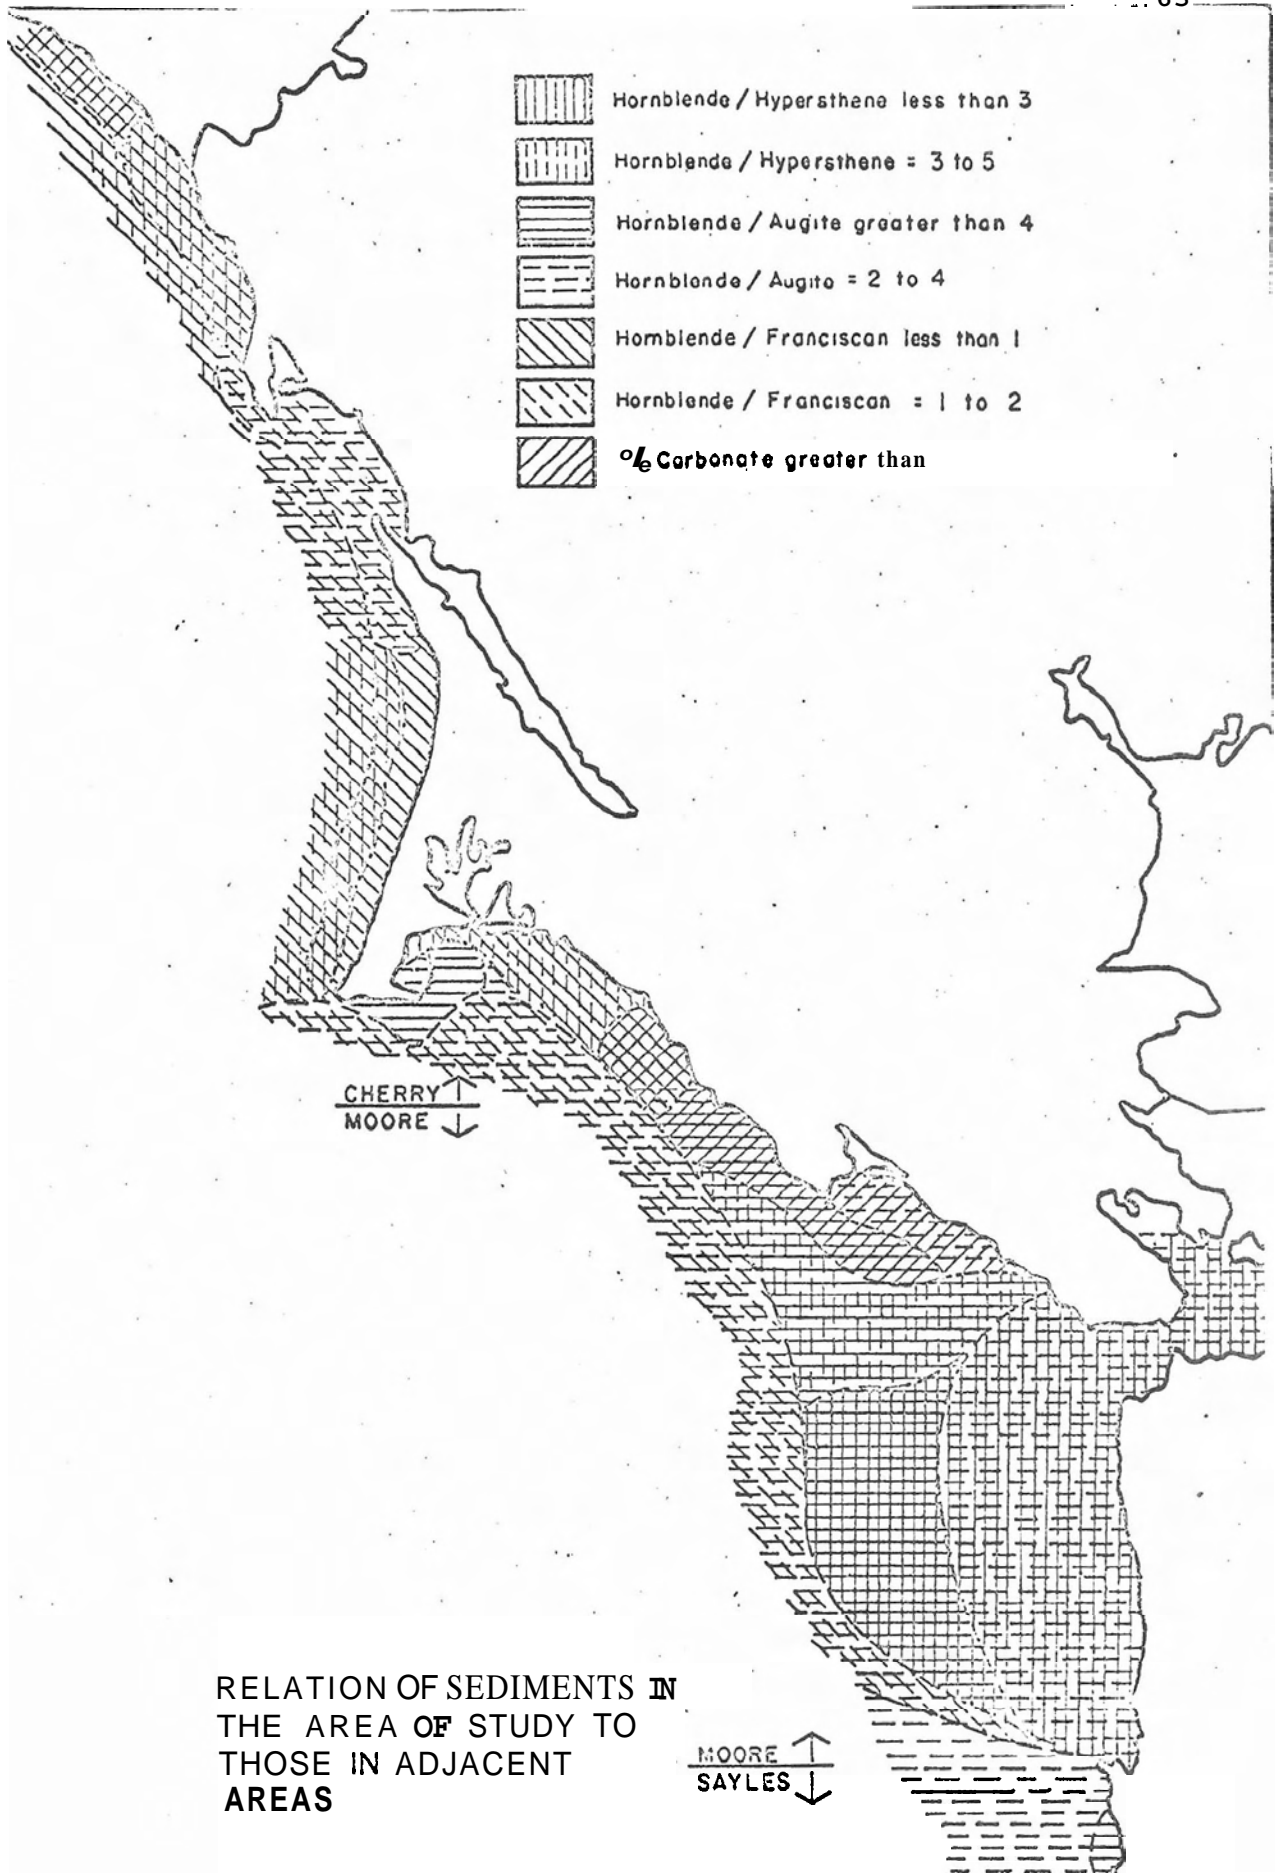 Hornblende / Hypersthene less than 3
Hornblende / Hypersthene = 3 to 5
Hornblende / Augite greater than 4
Hornblende / Augite = 2 to 4
Hornblende / Franciscan less than 1
Hornblende / Franciscan = 1 to 2
% Carbonate greater than
CHERRY
MOORE
RELATION OF SEDIMENTS IN
THE AREA OF STUDY TO
THOSE IN ADJACENT
AREAS
MOORE
SAYLES